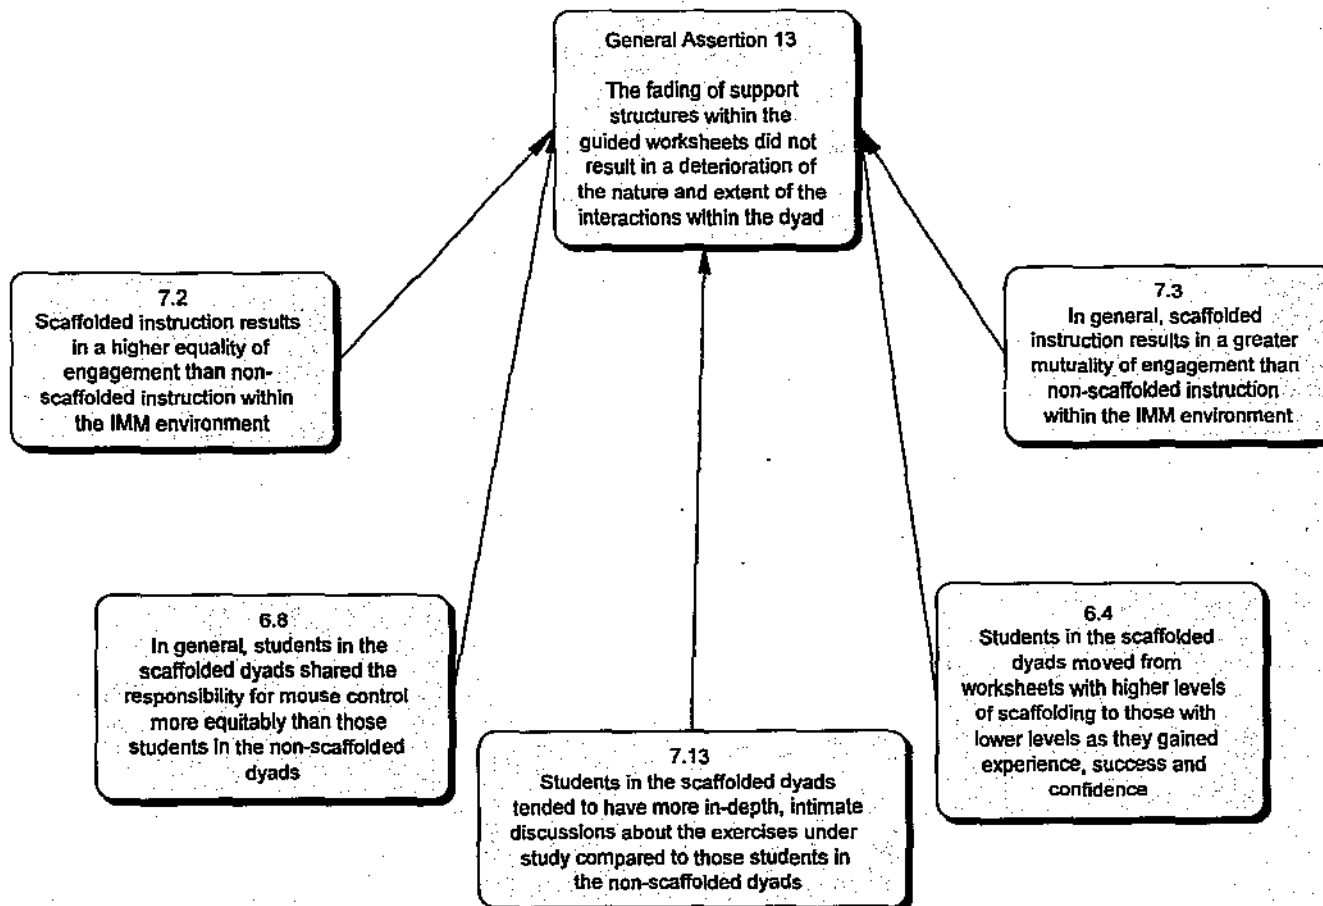 General Assertion 13
The fading of support
structures within the
guided worksheets did not
result in a deterioration of
the nature and extent of the
interactions within the dyad
7.2
Scaffolded instruction results
in a higher equality of
engagement than non-
scaffolded instruction within
the IMM environment
7.3
In general, scaffolded
instruction results in a greater
mutuality of engagement than
non-scaffolded instruction
within the IMM environment
6.8
In general, students in the
scaffolded dyads shared the
responsibility for mouse control
more equitably than those
students in the non-scaffolded
dyads
7.13
Students in the scaffolded dyads
tended to have more in-depth, intimate
discussions about the exercises under
study compared to those students in
the non-scaffolded dyads
6.4
Students in the scaffolded
dyads moved from
worksheets with higher levels
of scaffolding to those with
lower levels as they gained
experience, success and
confidence